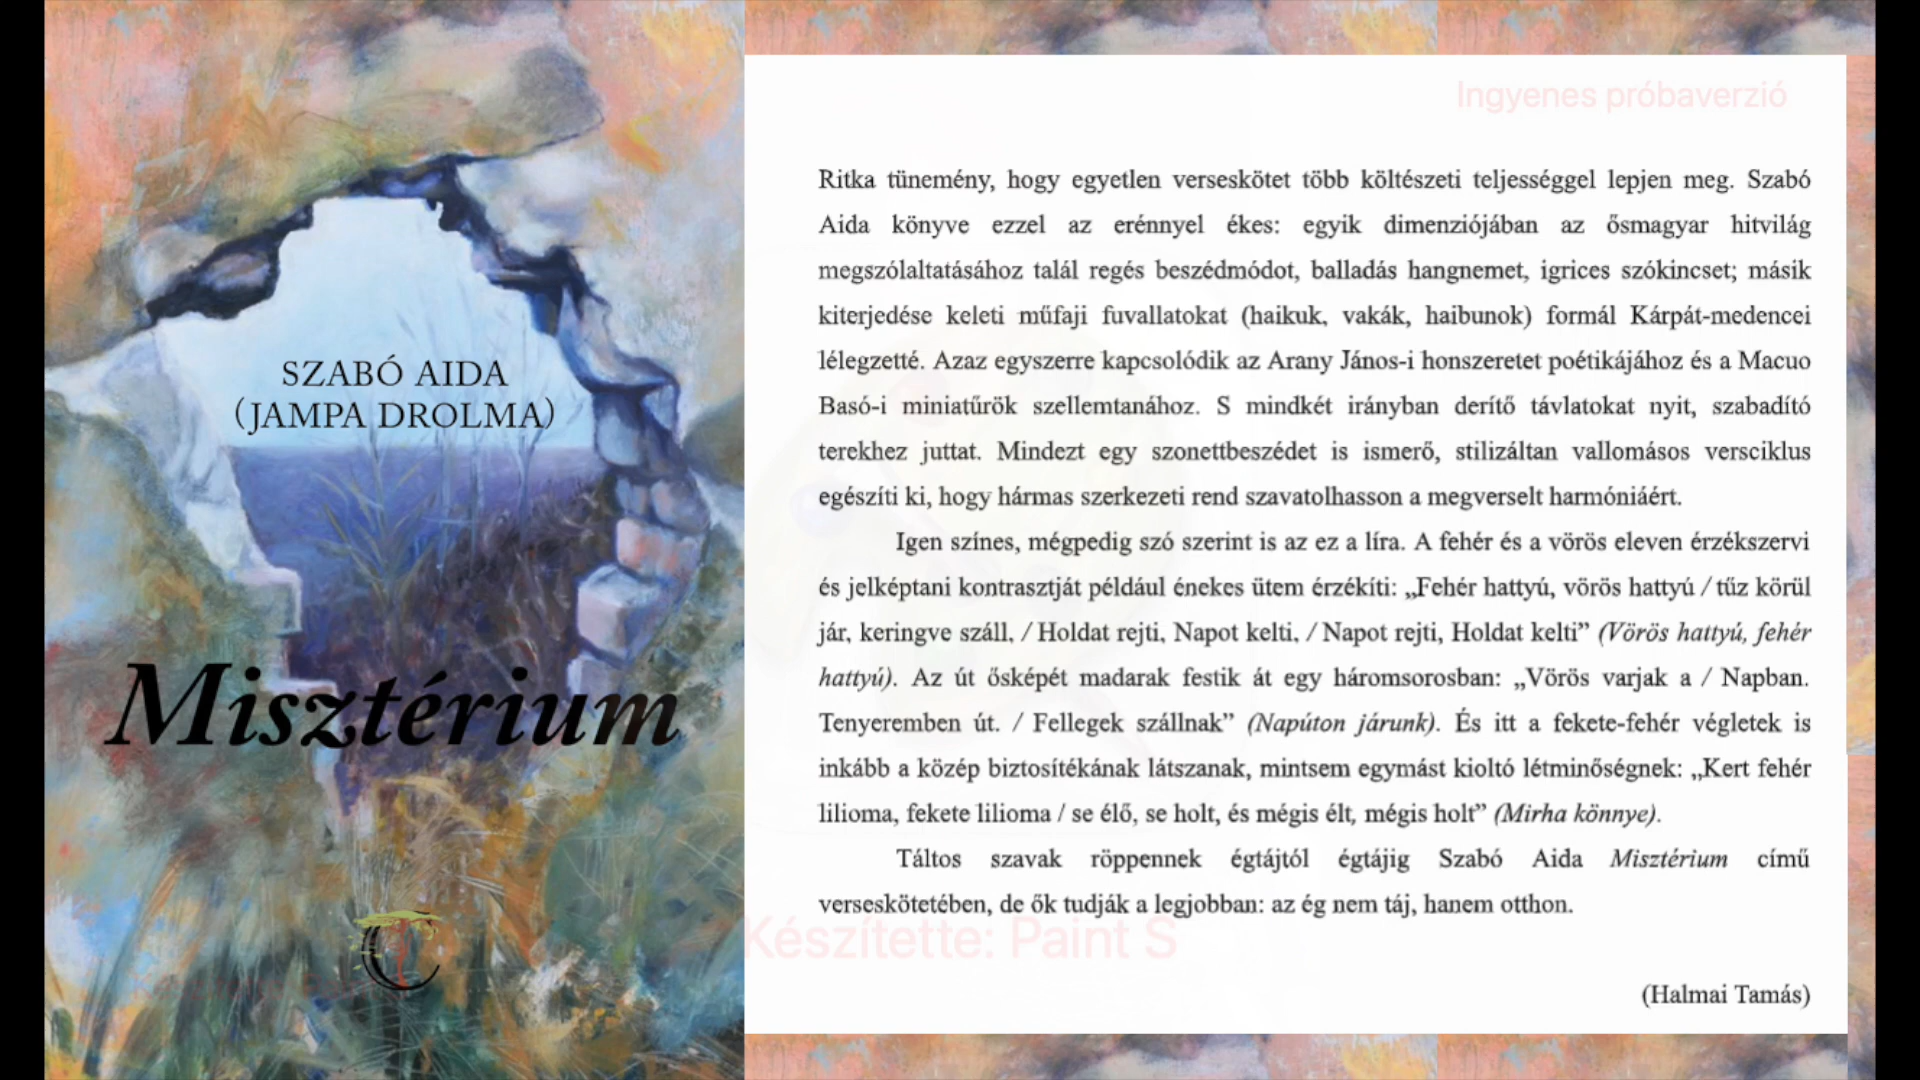 SZABÓ AIDA
(JAMPA DROLMA)
Misztérium
Ingyenes próbaverzió
Ritka tünemény, hogy egyetlen verseskötet több költészeti teljességgel lepjen meg. Szabó
Aida könyve ezzel az erénnyel ékes: egyik dimenziójában az ősmagyar hitvilág
megszólaltatásához talál regés beszédmódot, balladás hangnemet, igrices szókincset; másik
kiterjedése keleti műfaji fuvallatokat (haikuk, vakák, haibunok) formál Kárpát-medencei
lélegzetté. Azaz egyszerre kapcsolódik az Arany János-i honszeretet poétikájához és a Macuo
Basó-i miniatűrök szellemtanához. S mindkét irányban derítő távlatokat nyit, szabadító
terekhez juttat. Mindezt egy szonettbeszédet is ismerő, stilizáltan vallomásos versciklus
egészíti ki, hogy hármas szerkezeti rend szavatolhasson a megverselt harmóniáért.
Igen színes, mégpedig szó szerint is az ez a líra. A fehér és a vörös eleven érzékszervi
és jelképtani kontrasztját például énekes ütem érzékíti: „Fehér hattyú, vörös hattyú / tűz körül
jár, keringve száll, / Holdat rejti, Napot kelti, / Napot rejti, Holdat kelti” (Vörös hattyú, fehér
hattyú). Az út ősképét madarak festik át egy háromsorosban: „Vörös varjak a / Napban.
Tenyeremben út. / Fellegek szállnak” (Napúton járunk). És itt a fekete-fehér végletek is
inkább a közép biztosítékának látszanak, mintsem egymást kioltó létminőségnek: „Kert fehér
lilioma, fekete lilioma / se élő, se holt, és mégis élt, mégis holt” (Mirha könnye).
Táltos szavak röppennek égtájtól égtájig Szabó Aida Misztérium című
verseskötetében, de ők tudják a legjobban: az ég nem táj, hanem otthon.
Készítette: Paint S
(Halmai Tamás)